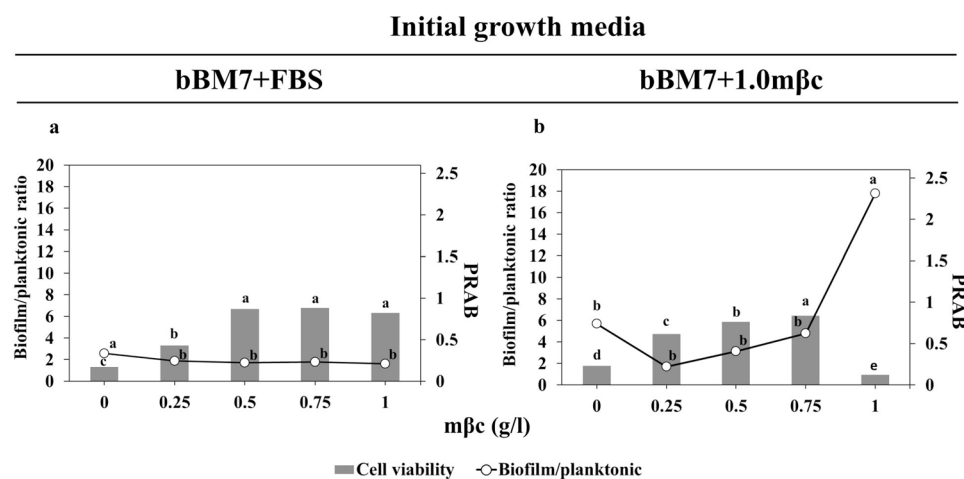 Initial growth media
bBM7+FBS
bBM7+1.0mβc
a
Biofilm/planktonic ratio
20
18
16
14
12
10
8
6
4
2
0
c
a
b
b
a
b
a
b
a
b
2.5
2
1.5
1
0.5
0
PRAB
0 0.25 0.5 0.75 1
b
Biofilm/planktonic ratio
20
18
16
14
12
10
8
6
4
2
0
b
d
c
b
b
b
a
b
a
e
2.5
2
1.5
1
0.5
0
PRAB
0 0.25 0.5 0.75 1
mβc (g/l)
Cell viability Biofilm/planktonic